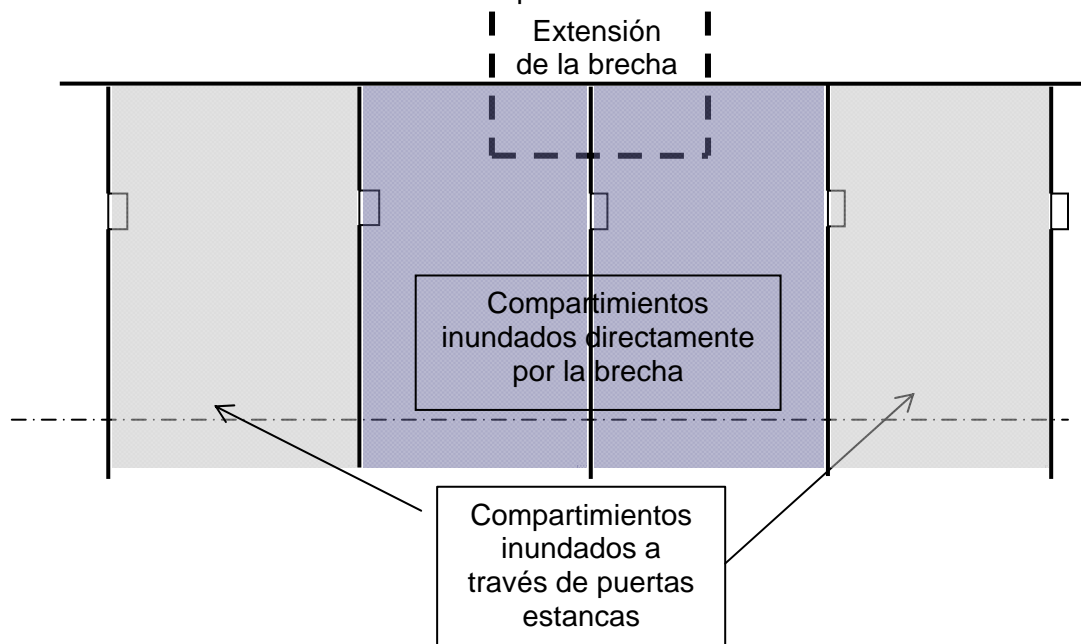 Extensión
de la brecha
Compartimientos
inundados directamente
por la brecha
Compartimientos
inundados a
través de puertas
estancas